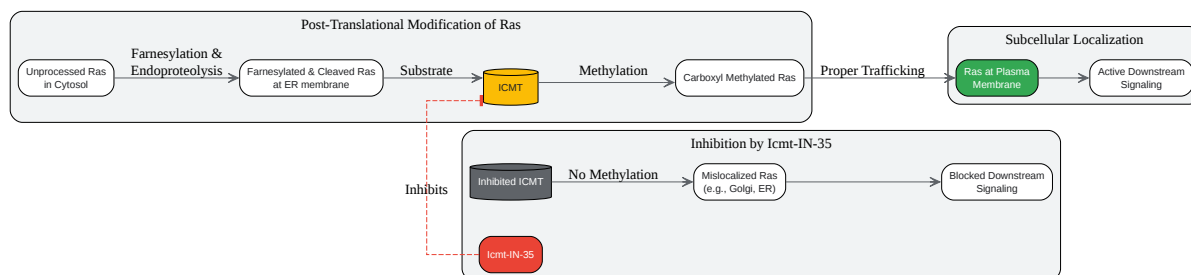 Post-Translational Modification of Ras
Unprocessed Ras
in Cytosol
Farnesylation &
Endoproteolysis
Farnesylated & Cleaved Ras
at ER membrane
Substrate
ICMT
Methylation
Carboxyl Methylated Ras
Proper Trafficking
Subcellular Localization
Ras at Plasma
Membrane
Active Downstream
Signaling
Inhibition by Icmt-IN-35
Inhibits
Inhibited ICMT
No Methylation
Mislocalized Ras
(e.g., Golgi, ER)
Blocked Downstream
Signaling
Icmt-IN-35